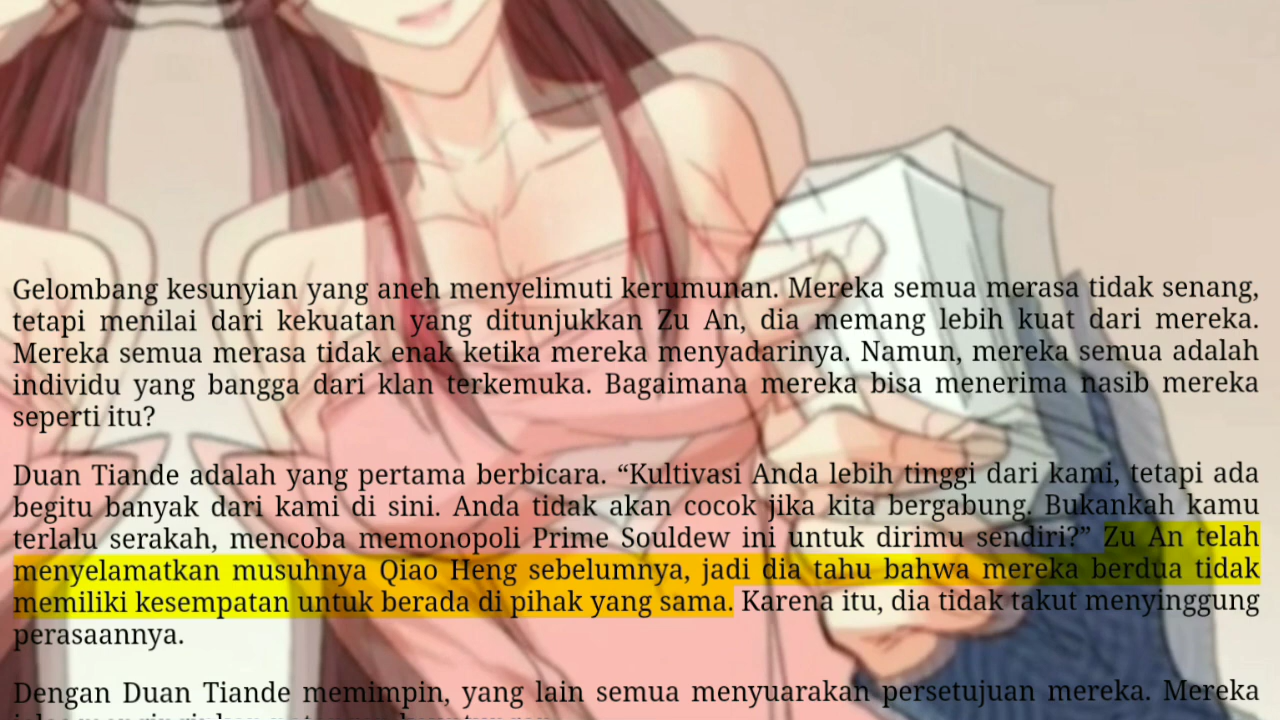 Gelombang kesunyian yang aneh menyelimuti kerumunan. Mereka semua merasa tidak senang,
tetapi menilai dari kekuatan yang ditunjukkan Zu An, dia memang lebih kuat dari mereka.
Mereka semua merasa tidak enak ketika mereka menyadarinya. Namun, mereka semua adalah
individu yang bangga dari klan terkemuka. Bagaimana mereka bisa menerima nasib mereka
seperti itu?
Duan Tiande adalah yang pertama berbicara. “Kultivasi Anda lebih tinggi dari kami, tetapi ada
begitu banyak dari kami di sini. Anda tidak akan cocok jika kita bergabung. Bukankah kamu
terlalu serakah, mencoba memonopoli Prime Souldew ini untuk dirimu sendiri?” Zu An telah
menyelamatkan musuhnya Qiao Heng sebelumnya, jadi dia tahu bahwa mereka berdua tidak
memiliki kesempatan untuk berada di pihak yang sama. Karena itu, dia tidak takut menyinggung
perasaannya.
Dengan Duan Tiande memimpin, yang lain semua menyuarakan persetujuan mereka. Mereka